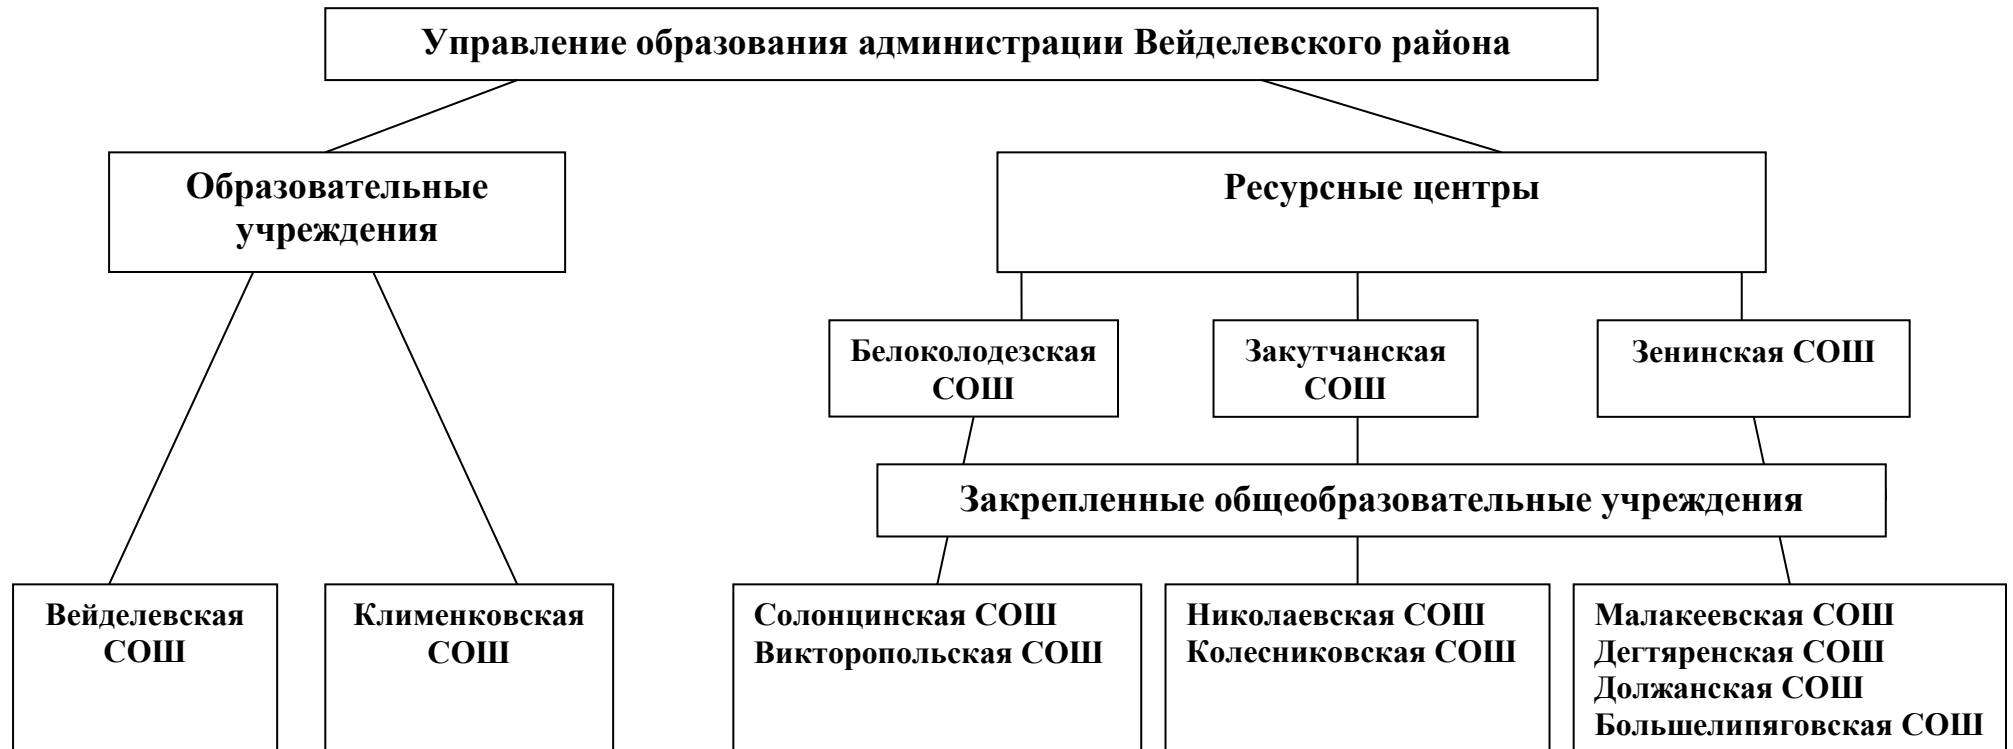 Управление образования администрации Вейделевского района
Образовательные
учреждения
Ресурсные центры
Белоколодезская
СОШ
Закутчанская
СОШ
Зенинская СОШ
Закрепленные общеобразовательные учреждения
Вейделевская
СОШ
Клименковская
СОШ
Солонцинская СОШ
Викторопольская СОШ
Николаевская СОШ
Колесниковская СОШ
Малакеевская СОШ
Дегтяренская СОШ
Должанская СОШ
Большелипяговская СОШ